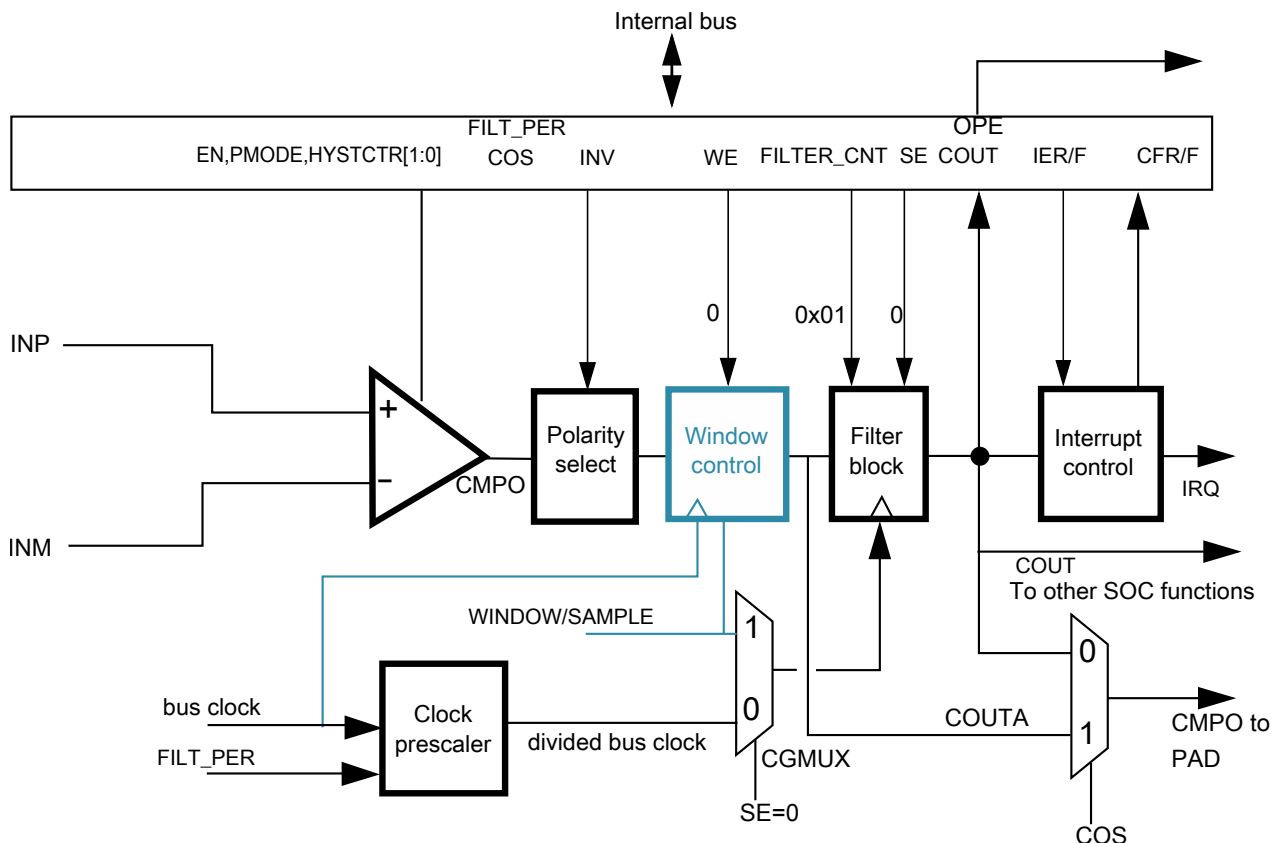 Internal bus
FILT_PER
OPE
EN,PMODE,HYSTCTR[1:0]
COS
INV
WE
FILTER_CNT
SE
COUT
IER/F
CFR/F
0
0x01
0
INP
+
−
INM
CMPO
Polarity
select
Window
control
Filter
block
Interrupt
control
IRQ
COUT
To other SOC functions
WINDOW/SAMPLE
1
0
bus clock
FILT_PER
Clock
prescaler
divided bus clock
CGMUX
SE=0
COUTA
0
1
CMPO to
PAD
COS